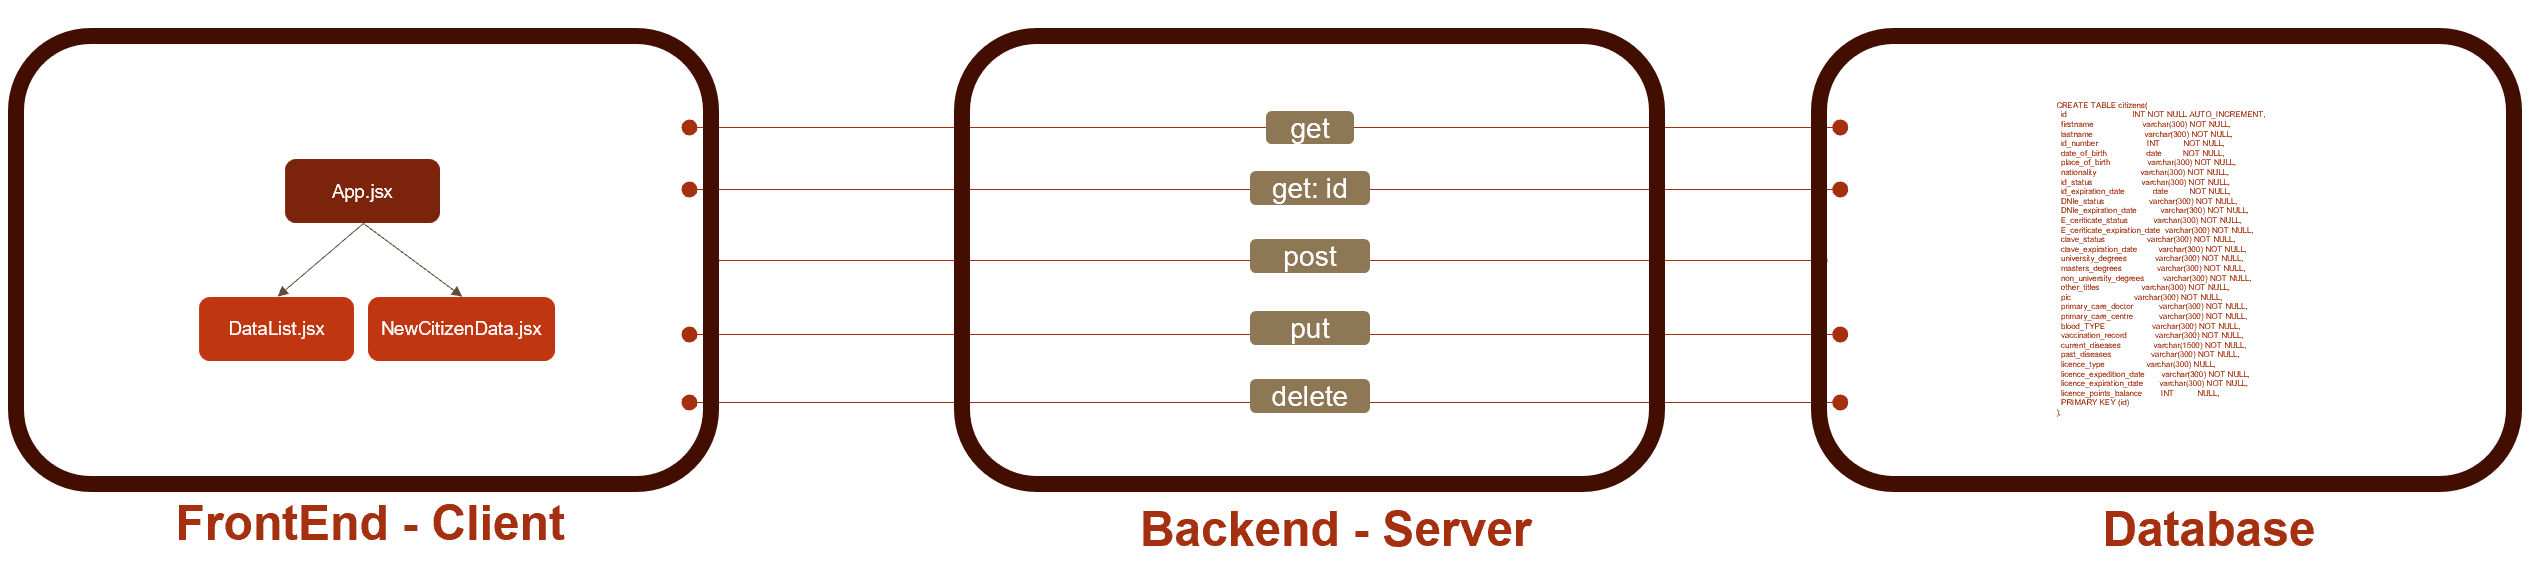 App.jsx
DataList.jsx
NewCitizenData.jsx
FrontEnd - Client
get
get: id
post
put
delete
Backend - Server
CREATE TABLE citizens(
id INT NOT NULL AUTO_INCREMENT,
firstname varchar(300) NOT NULL,
lastname varchar(300) NOT NULL,
id_number INT NOT NULL,
date_of_birth date NOT NULL,
place_of_birth varchar(300) NOT NULL,
nationality varchar(300) NOT NULL,
id_status varchar(300) NOT NULL,
id_expiration_date date NOT NULL,
DNIe_status varchar(300) NOT NULL,
DNIe_expiration_date varchar(300) NOT NULL,
E_ceriticate_status varchar(300) NOT NULL,
E_ceriticate_expiration_date varchar(300) NOT NULL,
clave_status varchar(300) NOT NULL,
clave_expiration_date varchar(300) NOT NULL,
university_degrees varchar(300) NOT NULL,
masters_degrees varchar(300) NOT NULL,
non_university_degrees varchar(300) NOT NULL,
other_titles varchar(300) NOT NULL,
pic varchar(300) NOT NULL,
primary_care_doctor varchar(300) NOT NULL,
primary_care_centre varchar(300) NOT NULL,
blood_TYPE varchar(300) NOT NULL,
vaccination_record varchar(300) NOT NULL,
current_diseases varchar(1500) NOT NULL,
past_diseases varchar(300) NOT NULL,
licence_type varchar(300) NULL,
licence_expedition_date varchar(300) NOT NULL,
licence_expiration_date varchar(300) NOT NULL,
licence_points_balance INT NULL,
PRIMARY KEY (id)
);
Database